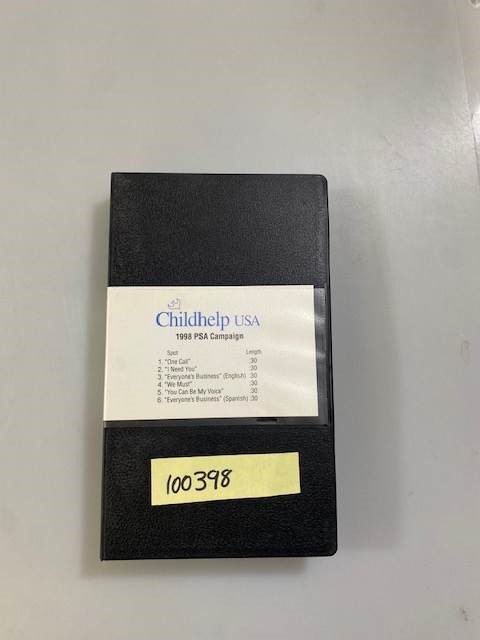 Childhelp USA
1998 PSA Campaign
Spot Length
1. "One Call" :30
2. "I Need You" :30
3. "Everyone's Business" (English) :30
4. "We Must" :30
5. "You Can Be My Voice" :30
6. "Everyone's Business" (Spanish) :30
100398